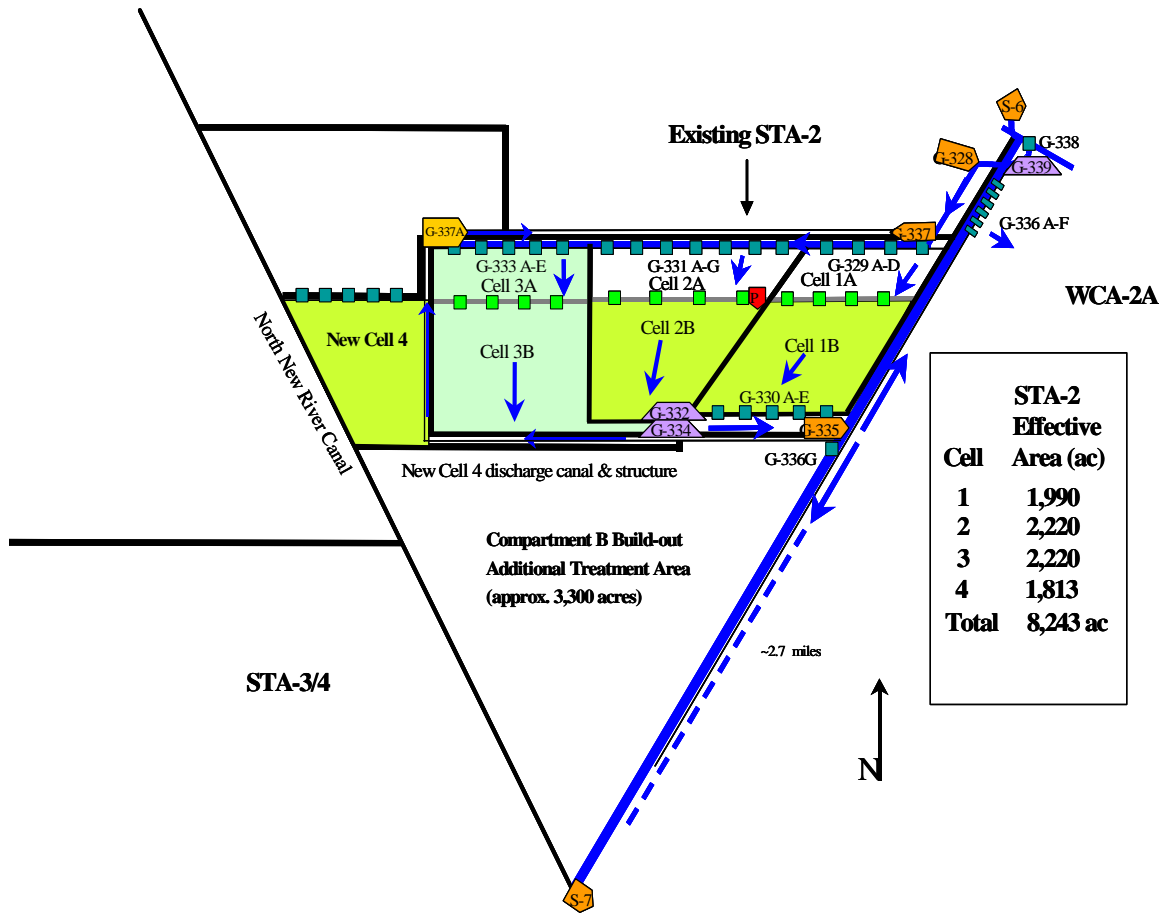 S-6
Existing STA-2
G-338
G-328
G-339
G-336 A-F
G-337A
G-337
G-333 A-E
G-331 A-G
G-329 A-D
Cell 3A
Cell 2A
Cell 1A
P
WCA-2A
New Cell 4
Cell 2B
Cell 3B
Cell 1B
North New River Canal
G-330 A-E
G-332
G-334
G-335
G-336G
New Cell 4 discharge canal & structure
STA-2
Effective
Cell Area (ac)
1 1,990
2 2,220
3 2,220
4 1,813
Total 8,243 ac
Compartment B Build-out
Additional Treatment Area
(approx. 3,300 acres)
~2.7 miles
STA-3/4
N
S-7